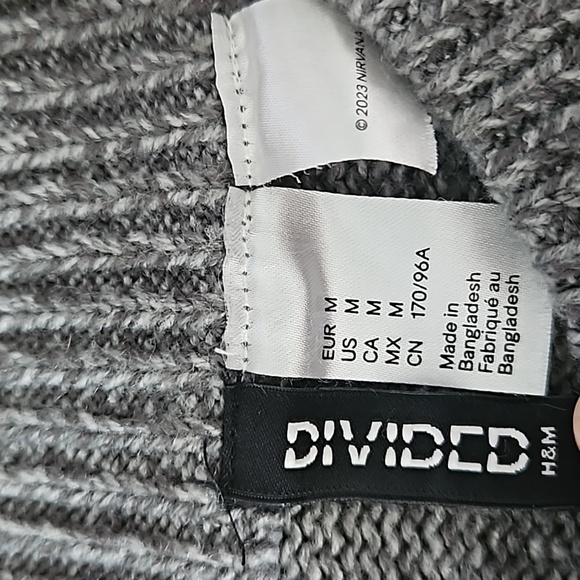 © 2023 NIRVANA
EUR M
US M
CA M
MX M
CN 170/96A
Made in
Bangladesh
Fabriqué au
Bangladesh
DIVIDED
H&M